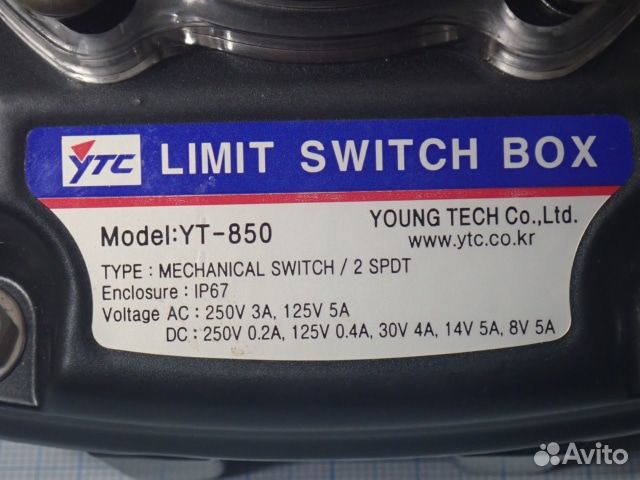 YTC LIMIT SWITCH BOX
Model:YT-850
YOUNG TECH Co.,Ltd.
www.ytc.co.kr
TYPE : MECHANICAL SWITCH / 2 SPDT
Enclosure : IP67
Voltage AC : 250V 3A, 125V 5A
DC : 250V 0.2A, 125V 0.4A, 30V 4A, 14V 5A, 8V 5A
Avito